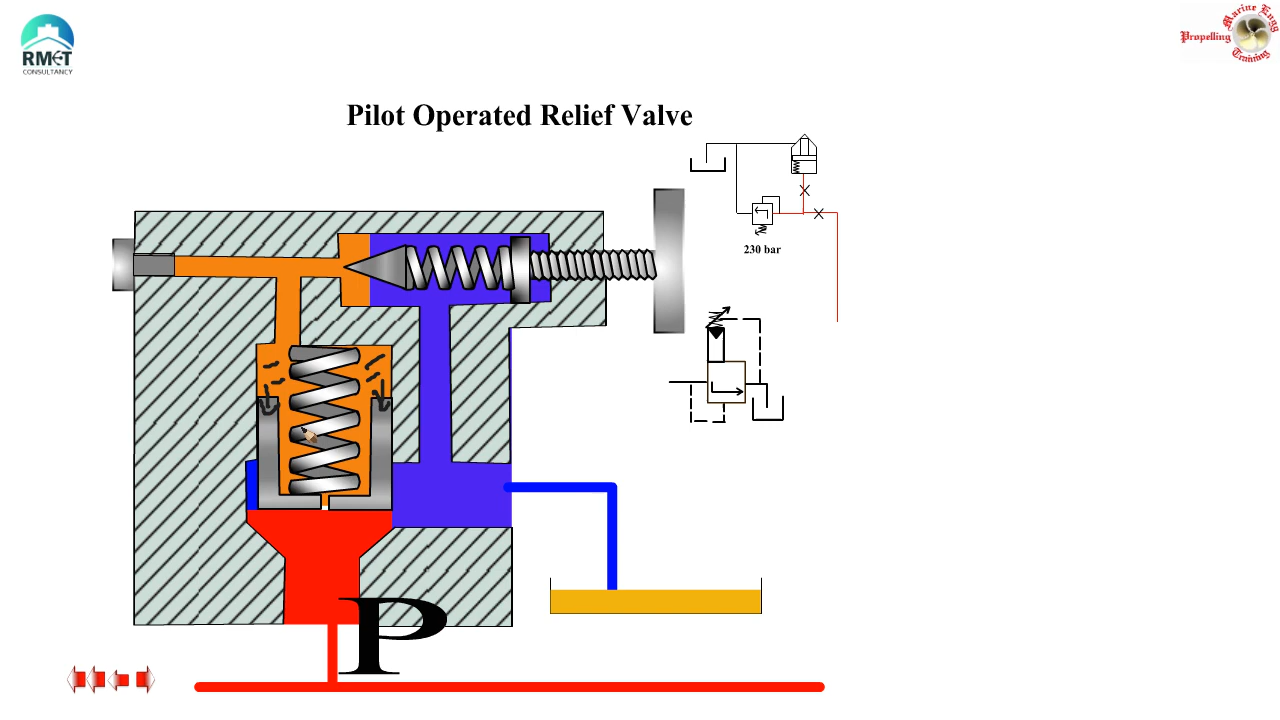 RMET
CONSULTANCY
Marine Engg
Propelling
Training
Pilot Operated Relief Valve
230 bar
P